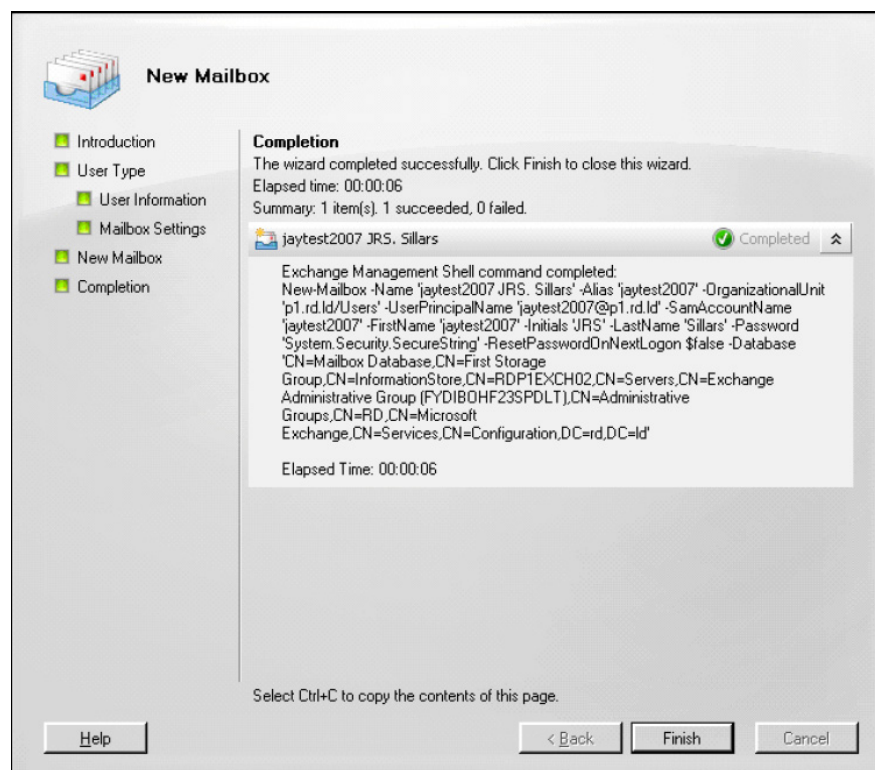 New Mailbox
Introduction
User Type
User Information
Mailbox Settings
New Mailbox
Completion
Completion
The wizard completed successfully. Click Finish to close this wizard.
Elapsed time: 00:00:06
Summary: 1 item(s). 1 succeeded, 0 failed.
jaytest2007 JRS. Sillars
Completed
Exchange Management Shell command completed:
New-Mailbox -Name 'jaytest2007 JRS. Sillars' -Alias 'jaytest2007' -OrganizationalUnit
'p1.rd.ld/Users' -UserPrincipalName 'jaytest2007@p1.rd.ld' -SamAccountName
'jaytest2007' -FirstName 'jaytest2007' -Initials 'JRS' -LastName 'Sillars' -Password
'System.Security.SecureString' -ResetPasswordOnNextLogon $false -Database
'CN=Mailbox Database,CN=First Storage
Group,CN=InformationStore,CN=RDP1EXCH02,CN=Servers,CN=Exchange
Administrative Group (FYDIBOHF23SPDLT),CN=Administrative
Groups,CN=RD,CN=Microsoft
Exchange,CN=Services,CN=Configuration,DC=rd,DC=ld'
Elapsed Time: 00:00:06
Select Ctrl+C to copy the contents of this page.
Help
< Back
Finish
Cancel